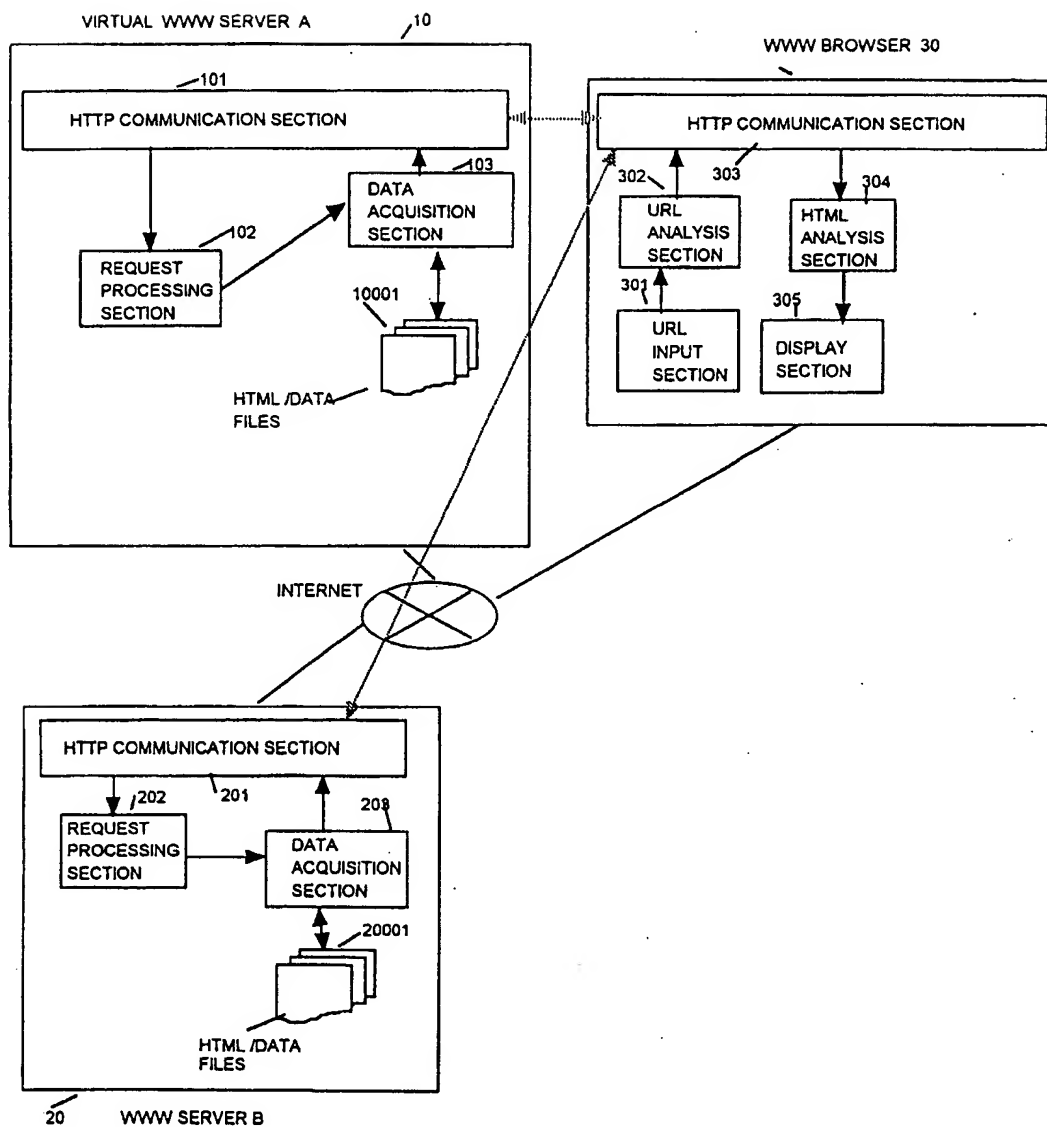 VIRTUAL WWW SERVER A
10
101
HTTP COMMUNICATION SECTION
103
DATA
ACQUISITION
SECTION
102
REQUEST
PROCESSING
SECTION
10001
HTML /DATA
FILES
WWW BROWSER 30
HTTP COMMUNICATION SECTION
303
302
URL
ANALYSIS
SECTION
304
HTML
ANALYSIS
SECTION
301
URL
INPUT
SECTION
305
DISPLAY
SECTION
INTERNET
HTTP COMMUNICATION SECTION
201
202
REQUEST
PROCESSING
SECTION
203
DATA
ACQUISITION
SECTION
20001
HTML /DATA
FILES
20
WWW SERVER B